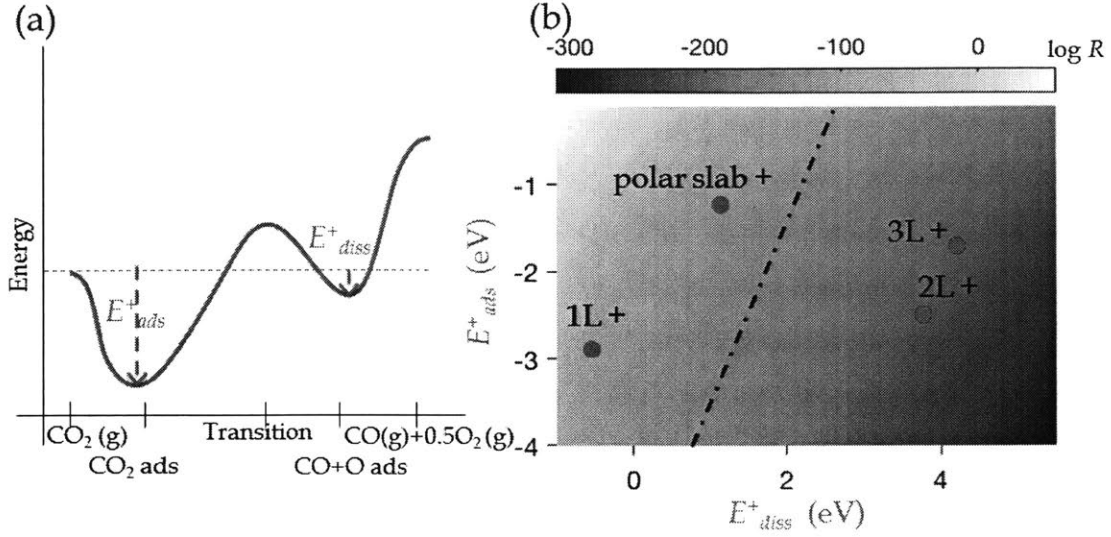 (a)
Energy
E⁺ads
E⁺diss
CO₂ (g)
Transition
CO(g)+0.5O₂ (g)
CO₂ ads
CO+O ads
(b)
-300
-200
-100
0
log R
E⁺ads (eV)
-1
-2
-3
-4
polar slab +
3L +
2L +
1L +
0
2
4
E⁺diss (eV)